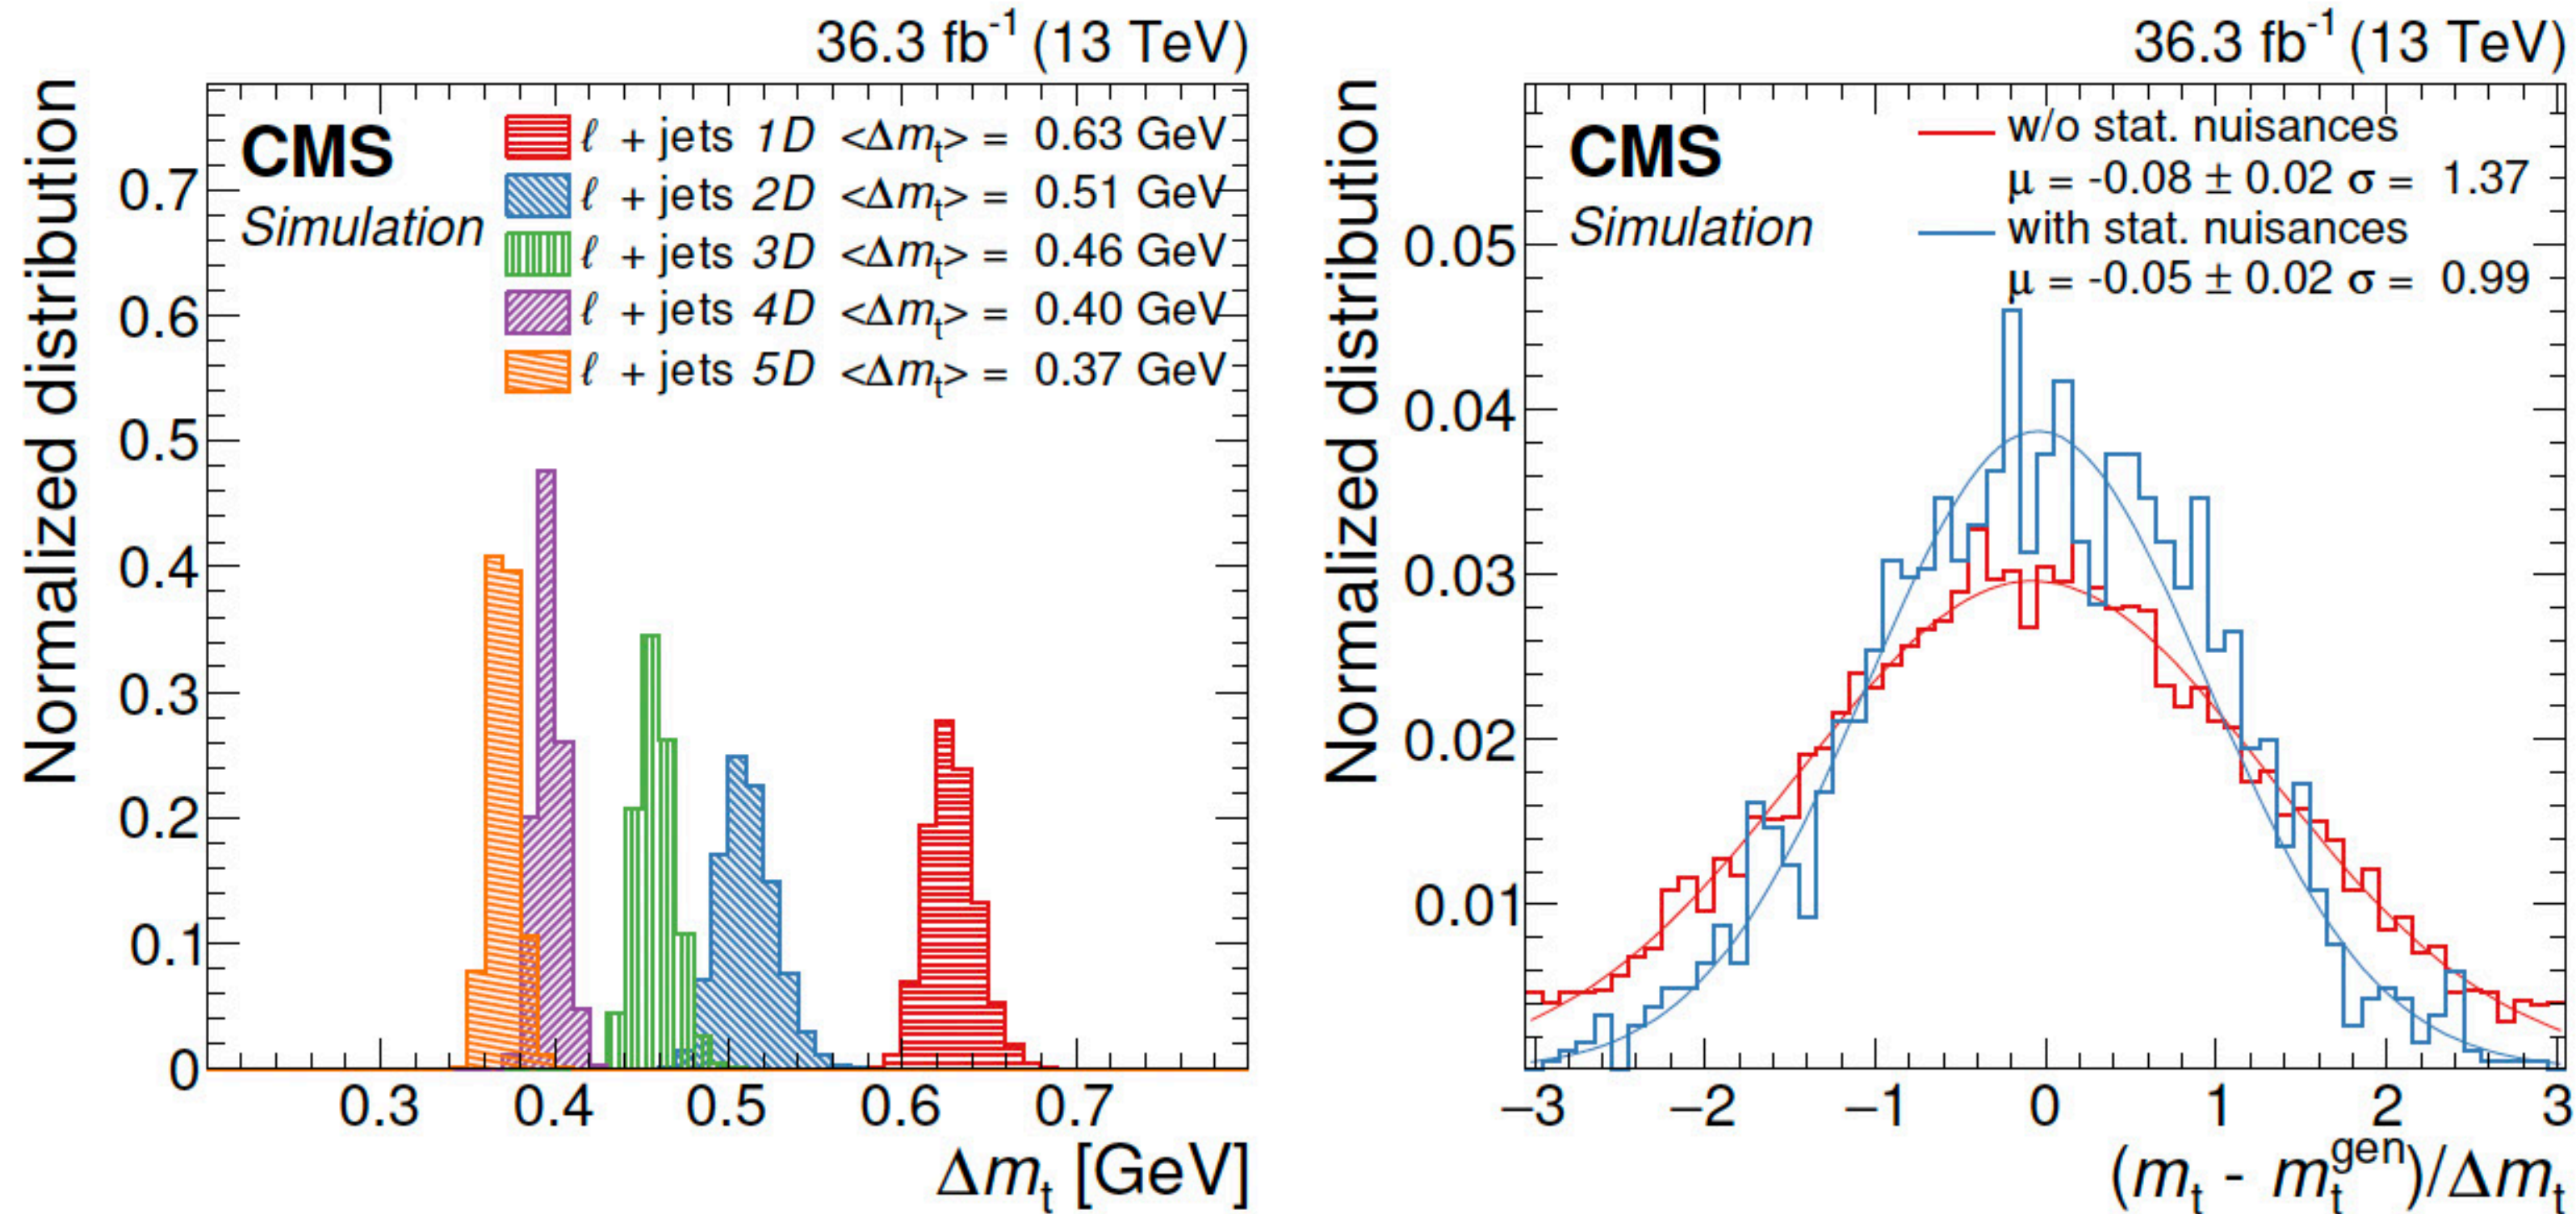 36.3 fb⁻¹ (13 TeV)
CMS
Simulation
ℓ + jets 1D <Δmₜ> = 0.63 GeV
ℓ + jets 2D <Δmₜ> = 0.51 GeV
ℓ + jets 3D <Δmₜ> = 0.46 GeV
ℓ + jets 4D <Δmₜ> = 0.40 GeV
ℓ + jets 5D <Δmₜ> = 0.37 GeV
Normalized distribution
0.7
0.6
0.5
0.4
0.3
0.2
0.1
0
0.3 0.4 0.5 0.6 0.7
Δmₜ [GeV]
36.3 fb⁻¹ (13 TeV)
CMS
Simulation
w/o stat. nuisances
μ = -0.08 ± 0.02 σ = 1.37
with stat. nuisances
μ = -0.05 ± 0.02 σ = 0.99
Normalized distribution
0.05
0.04
0.03
0.02
0.01
−3 −2 −1 0 1 2 3
(mₜ - mₜᵍᵉⁿ)/Δmₜ